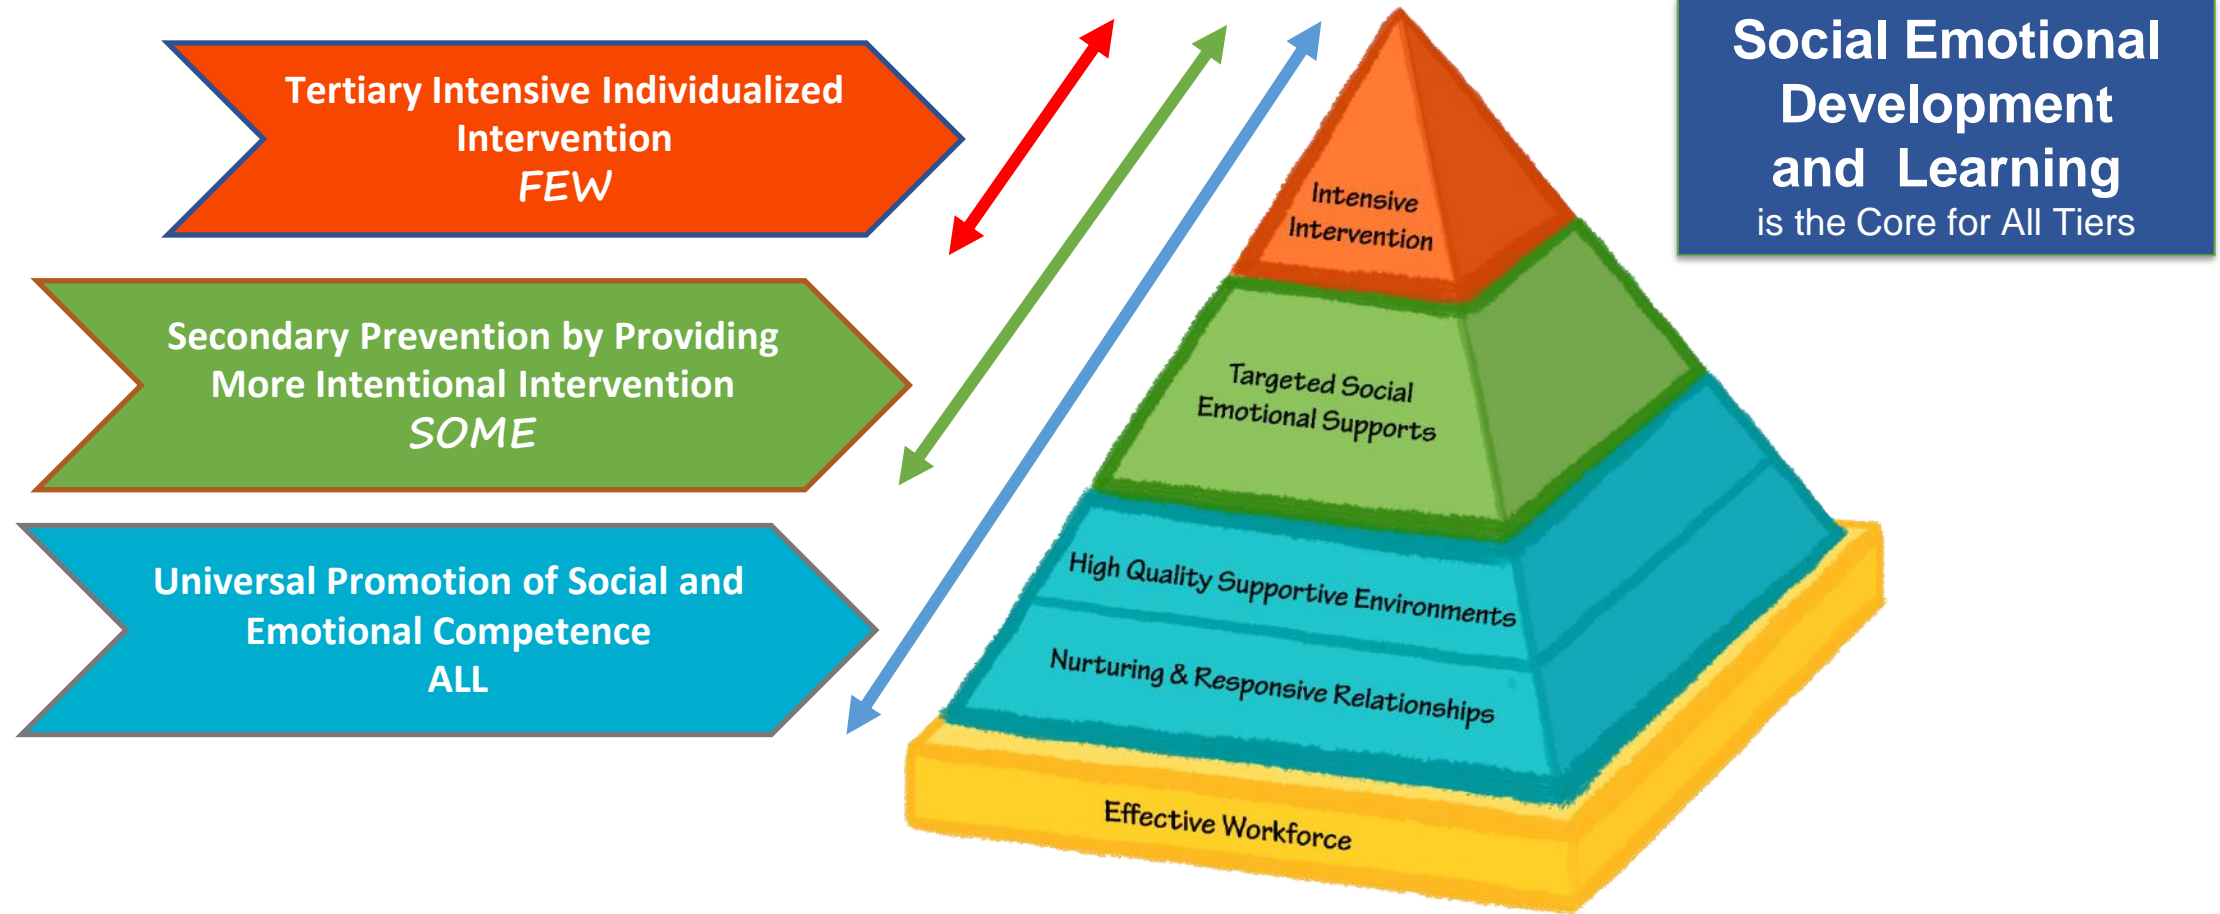 Tertiary Intensive Individualized
Intervention
FEW
Secondary Prevention by Providing
More Intentional Intervention
SOME
Universal Promotion of Social and
Emotional Competence
ALL
Intensive
Intervention
Targeted Social
Emotional Supports
High Quality Supportive Environments
Nurturing & Responsive Relationships
Effective Workforce
Social Emotional
Development
and Learning
is the Core for All Tiers